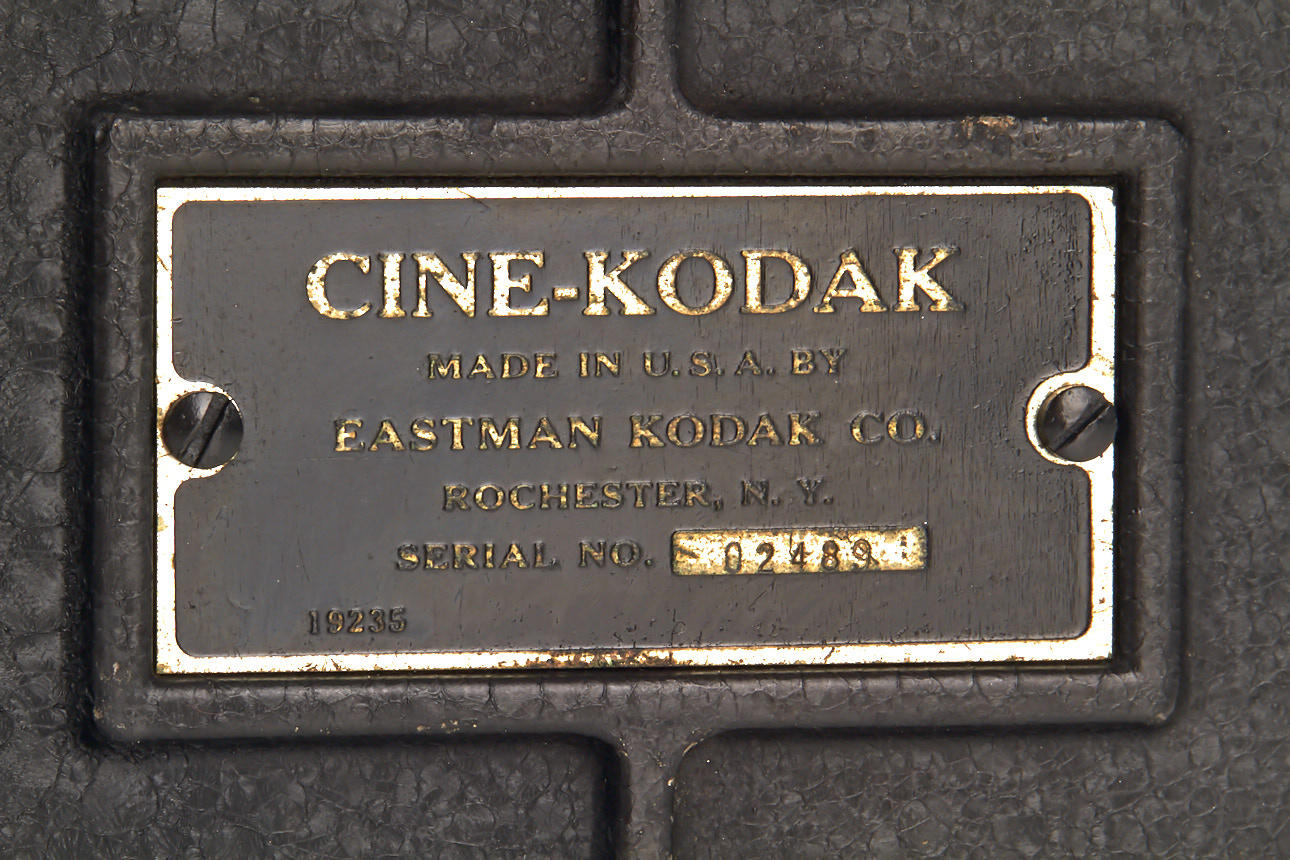 CINE-KODAK
MADE IN U.S.A. BY
EASTMAN KODAK CO.
ROCHESTER, N. Y.
SERIAL NO. 02489
19235